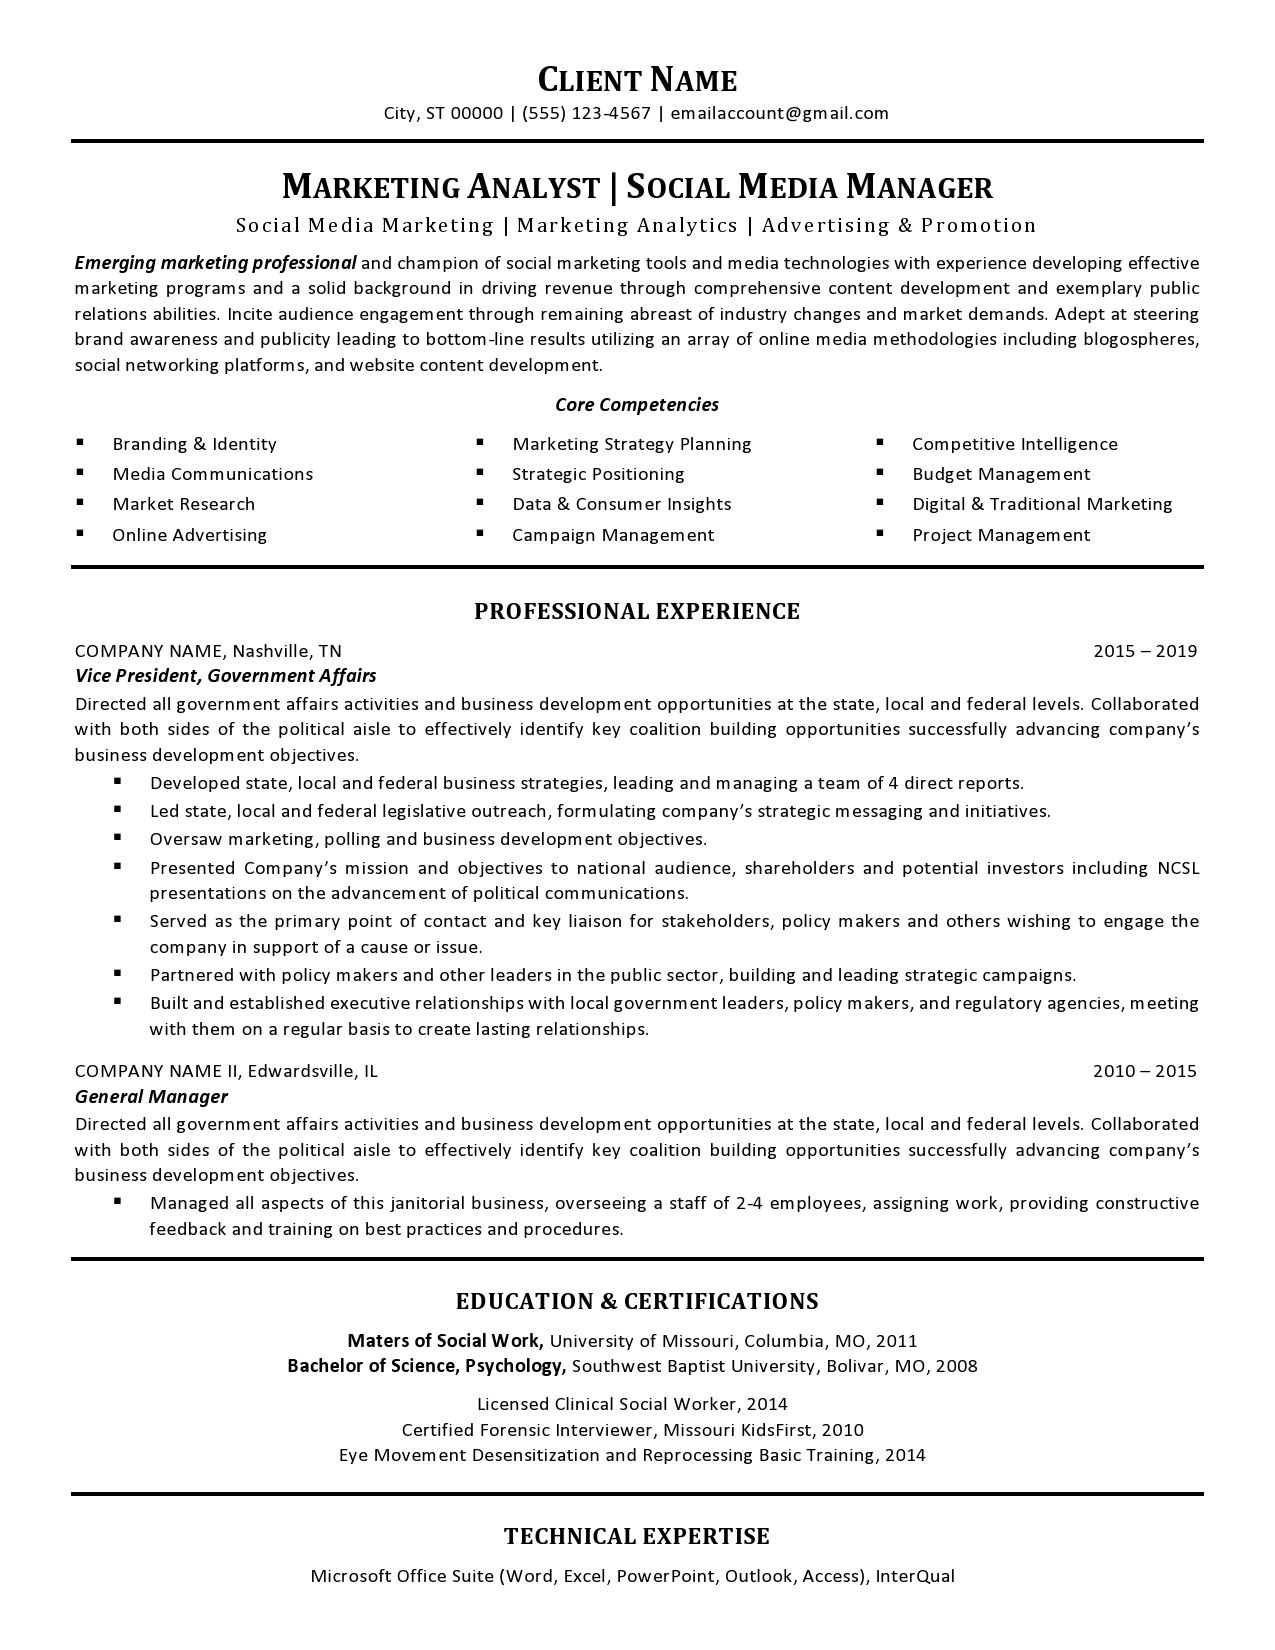 CLIENT NAME
City, ST 00000 | (555) 123-4567 | emailaccount@gmail.com
MARKETING ANALYST | SOCIAL MEDIA MANAGER
Social Media Marketing | Marketing Analytics | Advertising & Promotion
Emerging marketing professional and champion of social marketing tools and media technologies with experience developing effective
marketing programs and a solid background in driving revenue through comprehensive content development and exemplary public
relations abilities. Incite audience engagement through remaining abreast of industry changes and market demands. Adept at steering
brand awareness and publicity leading to bottom-line results utilizing an array of online media methodologies including blogospheres,
social networking platforms, and website content development.
Core Competencies
▪ Branding & Identity
▪ Media Communications
▪ Market Research
▪ Online Advertising
▪ Marketing Strategy Planning
▪ Strategic Positioning
▪ Data & Consumer Insights
▪ Campaign Management
▪ Competitive Intelligence
▪ Budget Management
▪ Digital & Traditional Marketing
▪ Project Management
PROFESSIONAL EXPERIENCE
COMPANY NAME, Nashville, TN 2015 – 2019
Vice President, Government Affairs
Directed all government affairs activities and business development opportunities at the state, local and federal levels. Collaborated
with both sides of the political aisle to effectively identify key coalition building opportunities successfully advancing company's
business development objectives.
▪ Developed state, local and federal business strategies, leading and managing a team of 4 direct reports.
▪ Led state, local and federal legislative outreach, formulating company's strategic messaging and initiatives.
▪ Oversaw marketing, polling and business development objectives.
▪ Presented Company's mission and objectives to national audience, shareholders and potential investors including NCSL
presentations on the advancement of political communications.
▪ Served as the primary point of contact and key liaison for stakeholders, policy makers and others wishing to engage the
company in support of a cause or issue.
▪ Partnered with policy makers and other leaders in the public sector, building and leading strategic campaigns.
▪ Built and established executive relationships with local government leaders, policy makers, and regulatory agencies, meeting
with them on a regular basis to create lasting relationships.
COMPANY NAME II, Edwardsville, IL 2010 – 2015
General Manager
Directed all government affairs activities and business development opportunities at the state, local and federal levels. Collaborated
with both sides of the political aisle to effectively identify key coalition building opportunities successfully advancing company's
business development objectives.
▪ Managed all aspects of this janitorial business, overseeing a staff of 2-4 employees, assigning work, providing constructive
feedback and training on best practices and procedures.
EDUCATION & CERTIFICATIONS
Maters of Social Work, University of Missouri, Columbia, MO, 2011
Bachelor of Science, Psychology, Southwest Baptist University, Bolivar, MO, 2008
Licensed Clinical Social Worker, 2014
Certified Forensic Interviewer, Missouri KidsFirst, 2010
Eye Movement Desensitization and Reprocessing Basic Training, 2014
TECHNICAL EXPERTISE
Microsoft Office Suite (Word, Excel, PowerPoint, Outlook, Access), InterQual